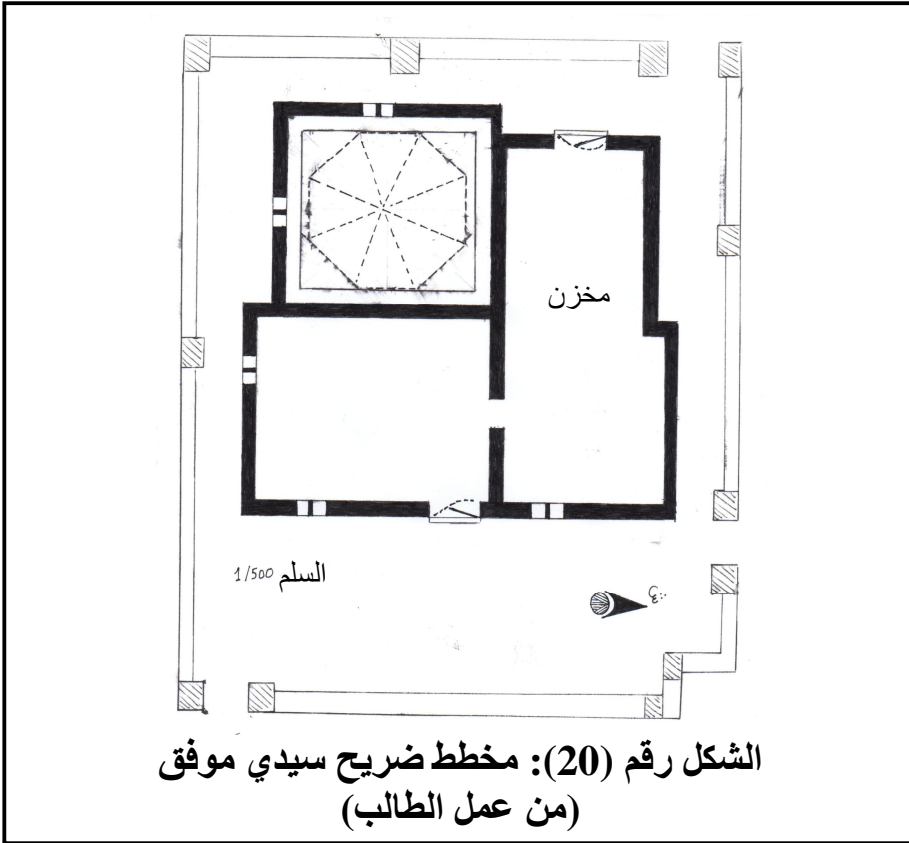 مخزن
السلم 1/500
الشكل رقم (20): مخطط ضريح سيدي موفق
(من عمل الطالب)